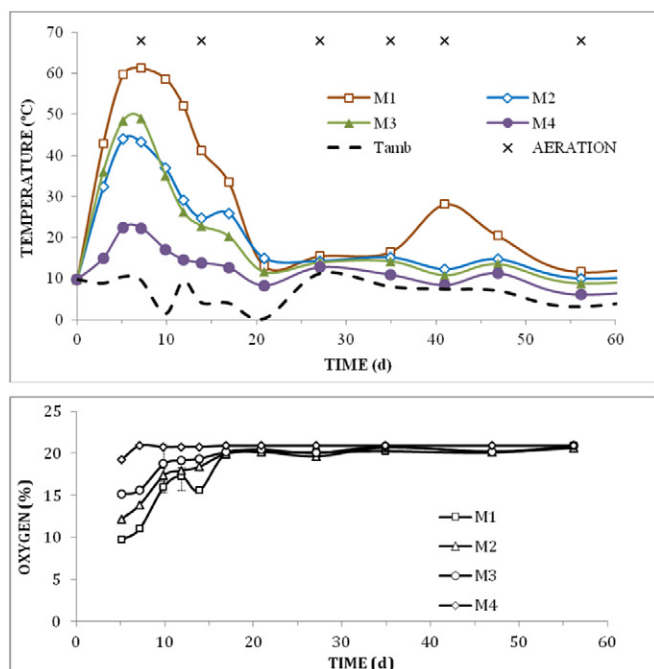 70
60
50
40
30
20
10
0
TEMPERATURE (°C)
M1
M2
M3
M4
Tamb
AERATION
0 10 20 30 40 50 60
TIME (d)
25
20
15
10
5
0
OXYGEN (%)
M1
M2
M3
M4
0 10 20 30 40 50 60
TIME (d)